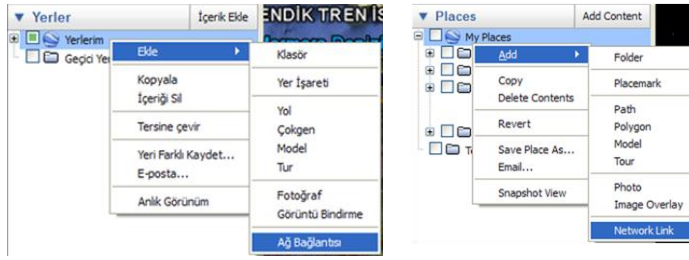 Yerler İçerik Ekle
ENDİK TREN İS
Yerlerim
Geçici Yer
Ekle
Kopyala
İçeriği Sil
Tersine çevir
Yeri Farklı Kaydet...
E-posta...
Anlık Görünüm
Klasör
Yer İşareti
Yol
Çokgen
Model
Tur
Fotoğraf
Görüntü Bindirme
Ağ Bağlantısı
Places Add Content
My Places
Add
Copy
Delete Contents
Revert
Save Place As...
Email...
Snapshot View
Folder
Placemark
Path
Polygon
Model
Tour
Photo
Image Overlay
Network Link